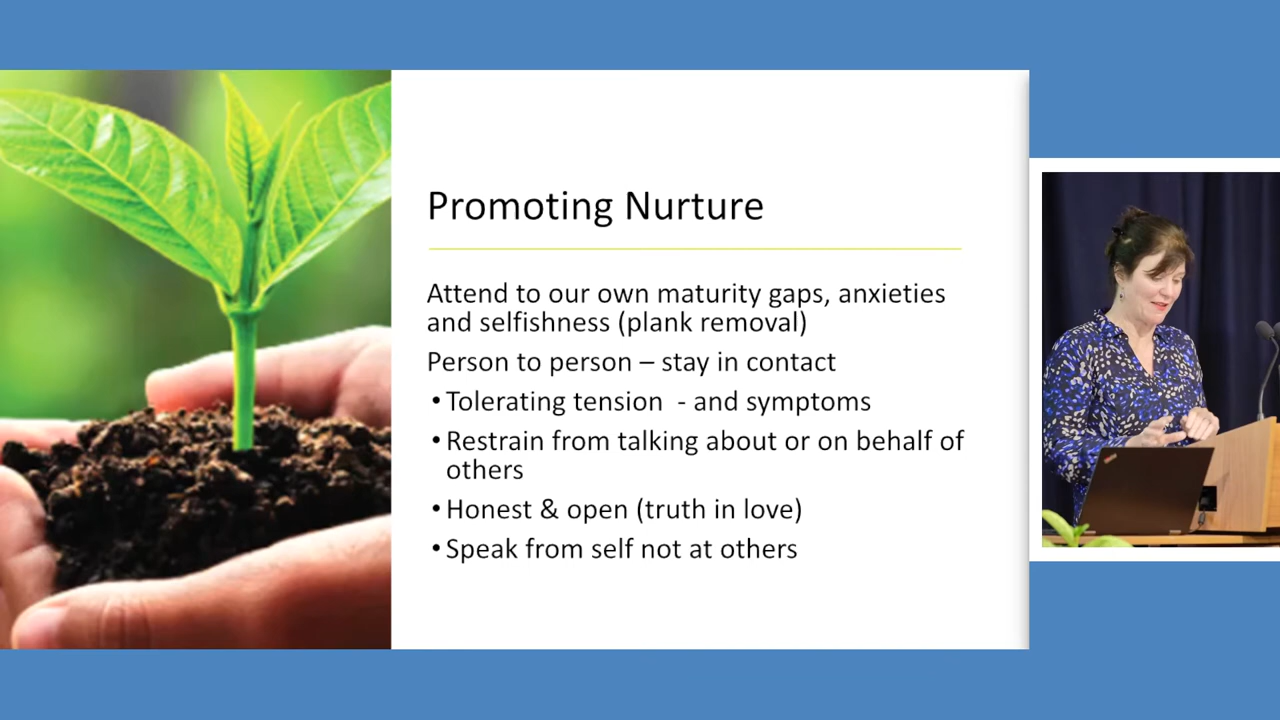 Promoting Nurture
Attend to our own maturity gaps, anxieties
and selfishness (plank removal)
Person to person – stay in contact
• Tolerating tension - and symptoms
• Restrain from talking about or on behalf of
others
• Honest & open (truth in love)
• Speak from self not at others